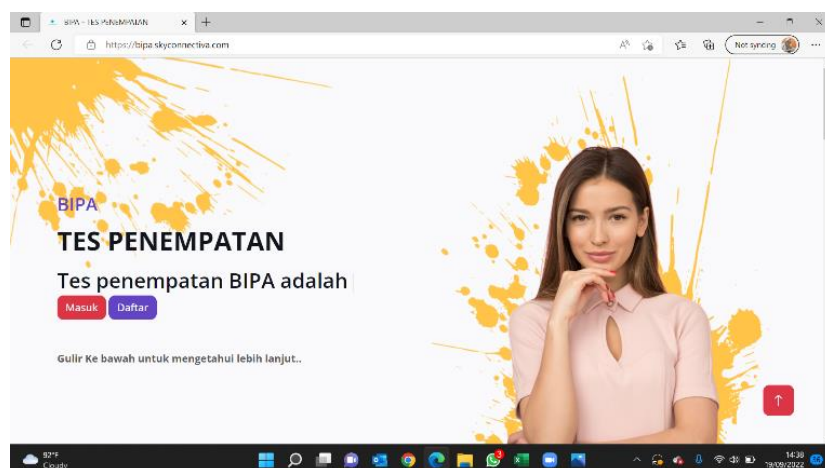 BIPA - TES PENEMPATAN
https://bipa.skyconnectiva.com
Not syncing
BIPA
TES PENEMPATAN
Tes penempatan BIPA adalah
Masuk
Daftar
Gulir Ke bawah untuk mengetahui lebih lanjut..
92°F
Cloudy
14:38
19/09/2022